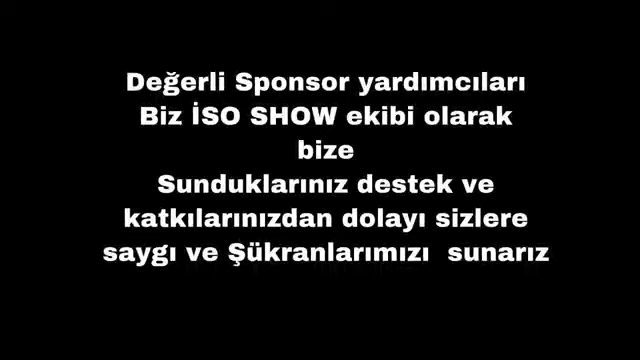 Değerli Sponsor yardımcıları
Biz İSO SHOW ekibi olarak
bize
Sunduklarınız destek ve
katkılarınızdan dolayı sizlere
saygı ve Şükranlarımızı  sunarız